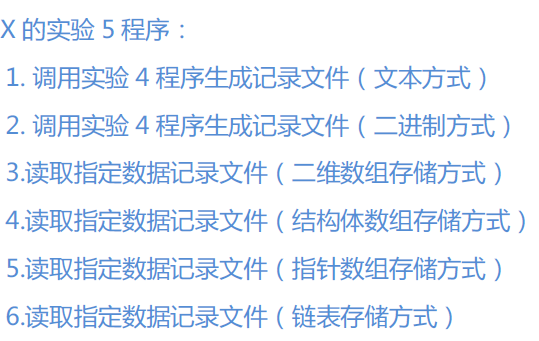 X 的实验 5 程序：
1. 调用实验 4 程序生成记录文件（文本方式）
2. 调用实验 4 程序生成记录文件（二进制方式）
3.读取指定数据记录文件（二维数组存储方式）
4.读取指定数据记录文件（结构体数组存储方式）
5.读取指定数据记录文件（指针数组存储方式）
6.读取指定数据记录文件（链表存储方式）